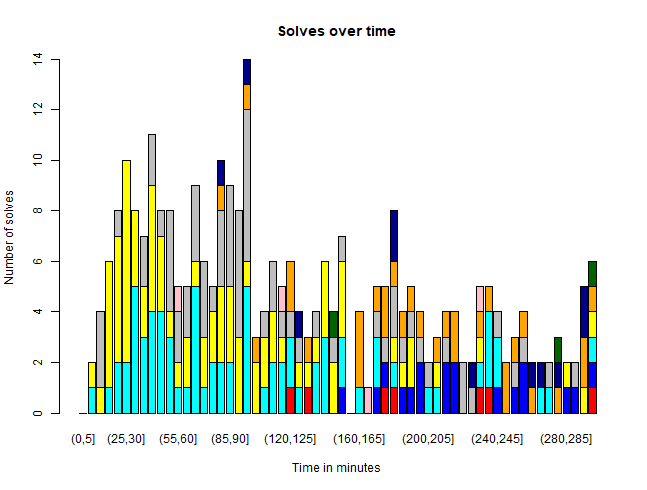 Solves over time
Number of solves
14
12
10
8
6
4
2
0
(0,5] (25,30] (55,60] (85,90] (120,125] (160,165] (200,205] (240,245] (280,285]
Time in minutes